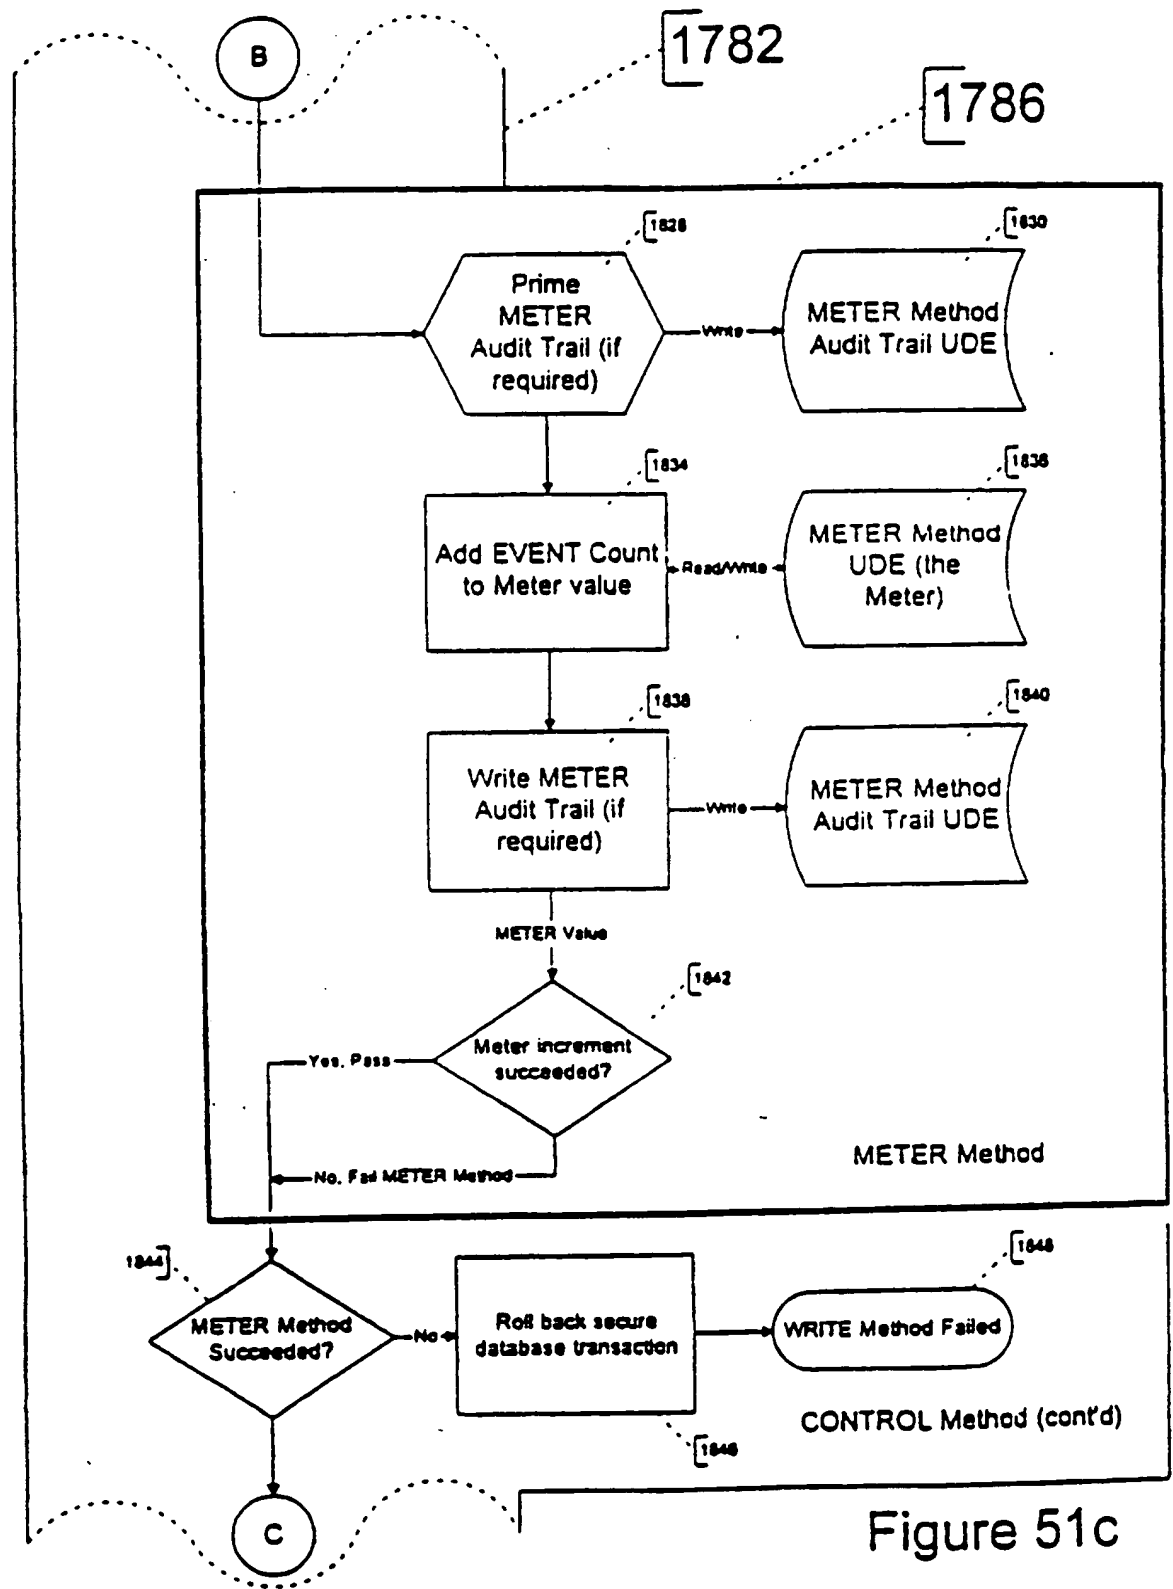 B
1782
1786
1828
1830
Prime
METER
Audit Trail (if
required)
Write
METER Method
Audit Trail UDE
1834
1836
Add EVENT Count
to Meter value
Read/Write
METER Method
UDE (the
Meter)
1838
1840
Write METER
Audit Trail (if
required)
Write
METER Method
Audit Trail UDE
METER Value
1842
Meter increment
succeeded?
Yes, Pass
No, Fail METER Method
METER Method
1844
1848
METER Method
Succeeded?
No
Roll back secure
database transaction
WRITE Method Failed
1846
CONTROL Method (cont'd)
C
Figure 51c